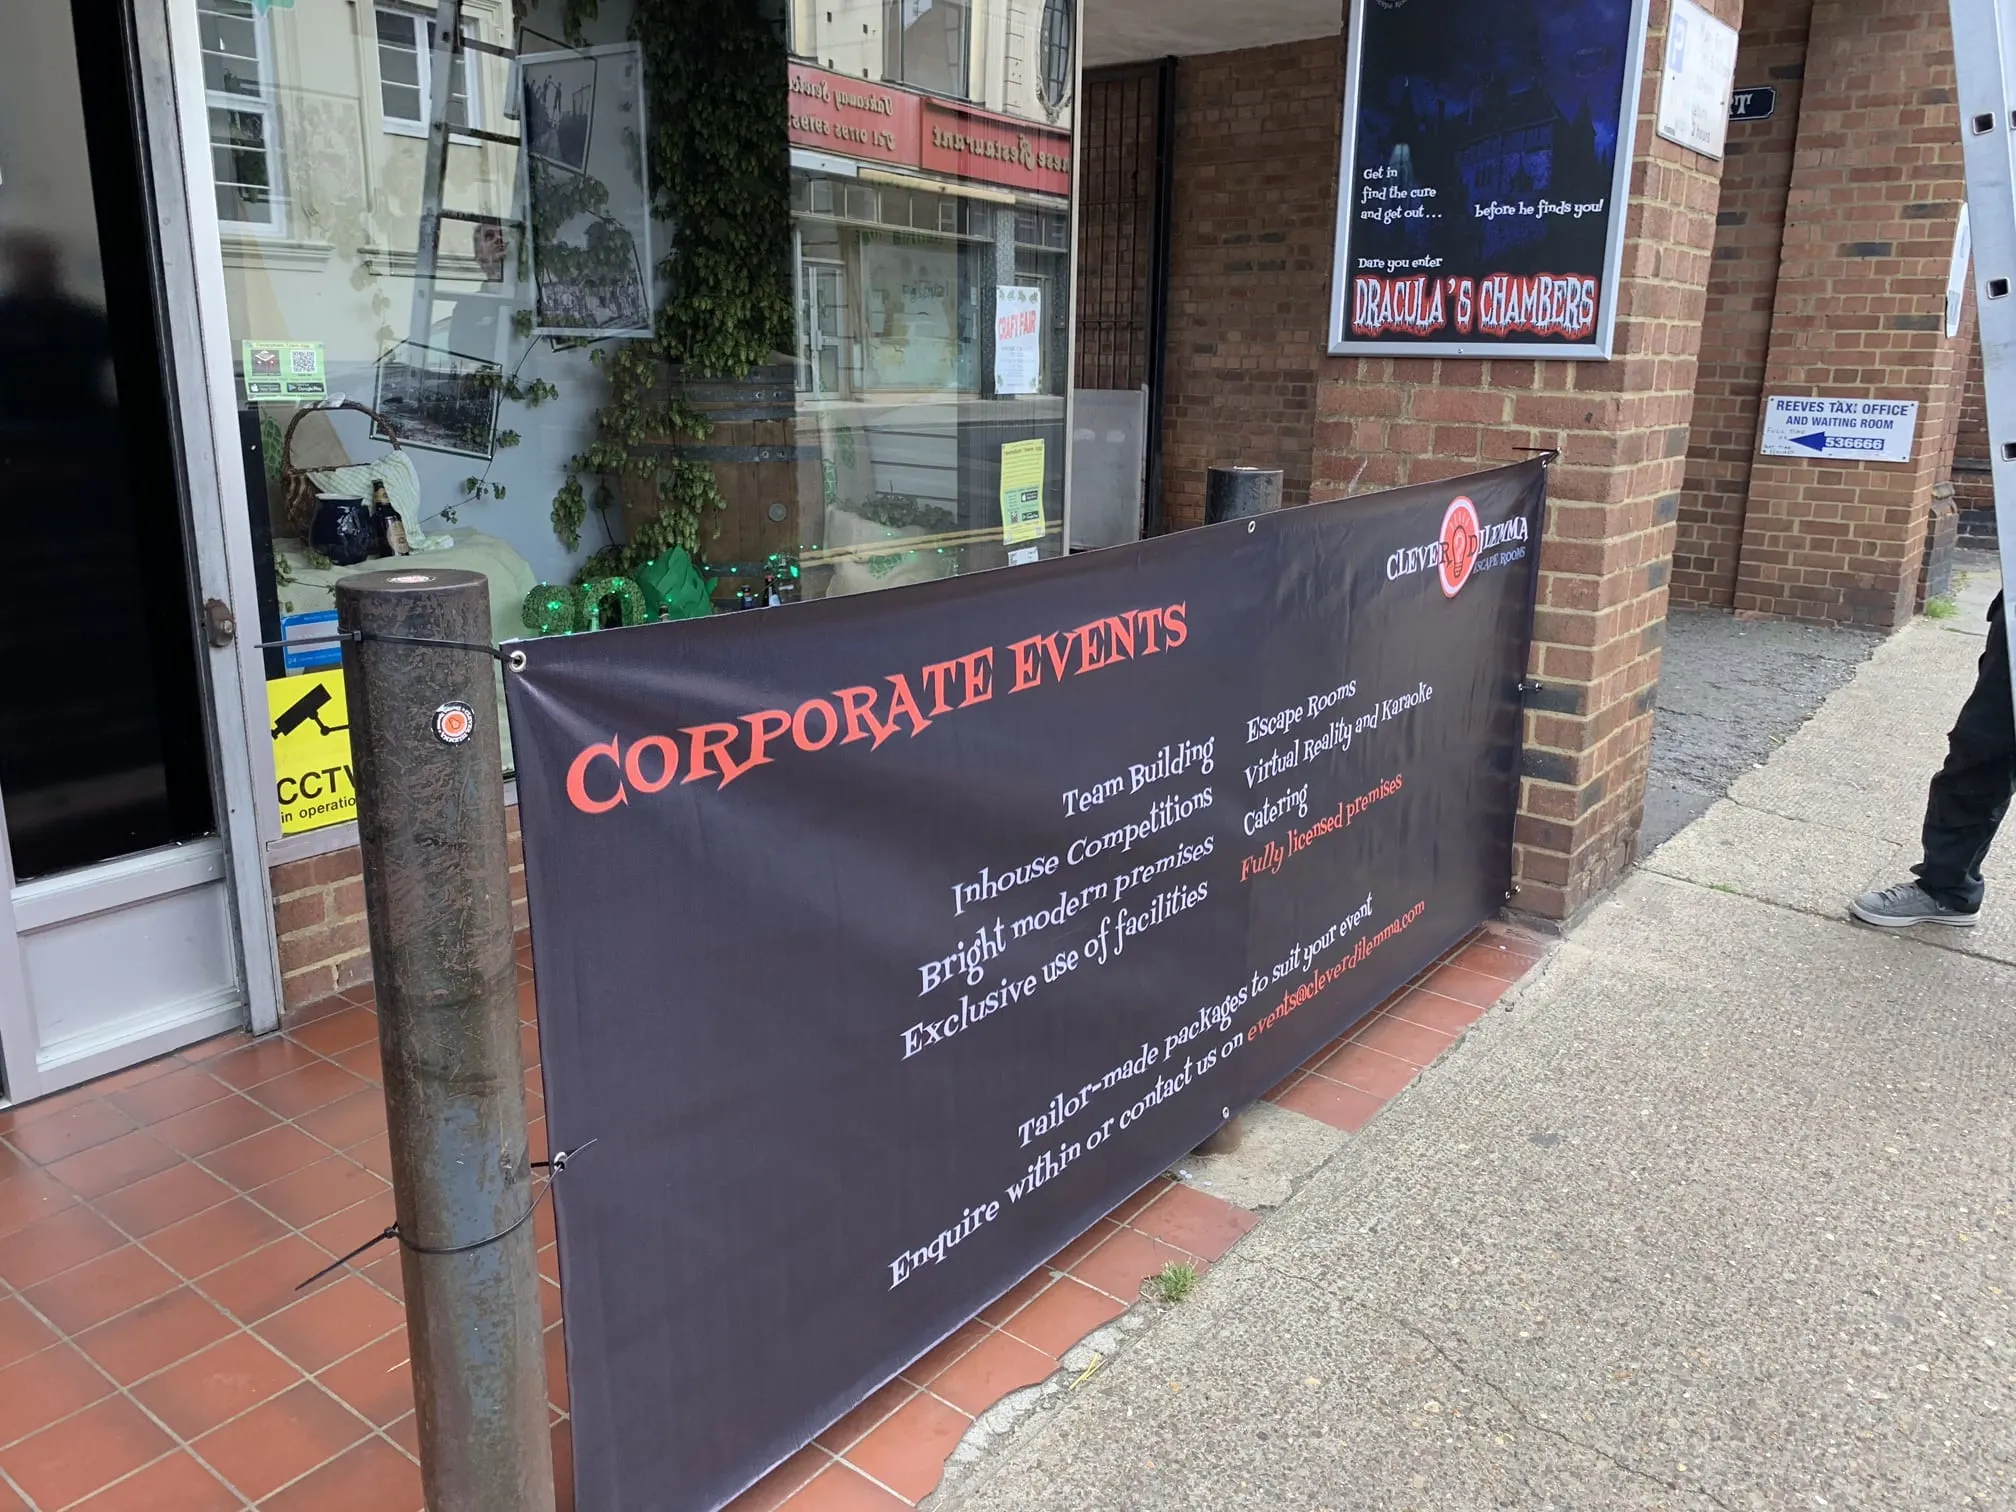 Get in
find the cure
and get out...
before he finds you!
Dare you enter
DRACULA'S CHAMBERS
Takeaway Service
Restaurant
CRAFT FAIR
REEVES TAXI OFFICE
AND WAITING ROOM
536666
CLEVER DILEMMA
ESCAPE ROOMS
CORPORATE EVENTS
Team Building
Inhouse Competitions
Bright modern premises
Exclusive use of facilities
Escape Rooms
Virtual Reality and Karaoke
Catering
Fully licensed premises
Tailor-made packages to suit your event
Enquire within or contact us on events@cleverdilemma.com
CCTV
in operation